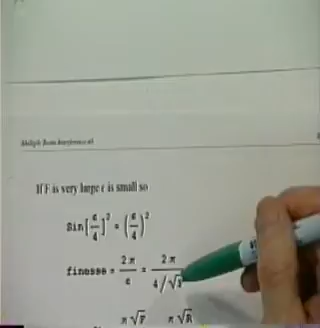 If F is very large ε is small so
Sin[ε/4]² = (ε/4)²
finesse = 2π/ε = 2π/4/√F
π√F π√R